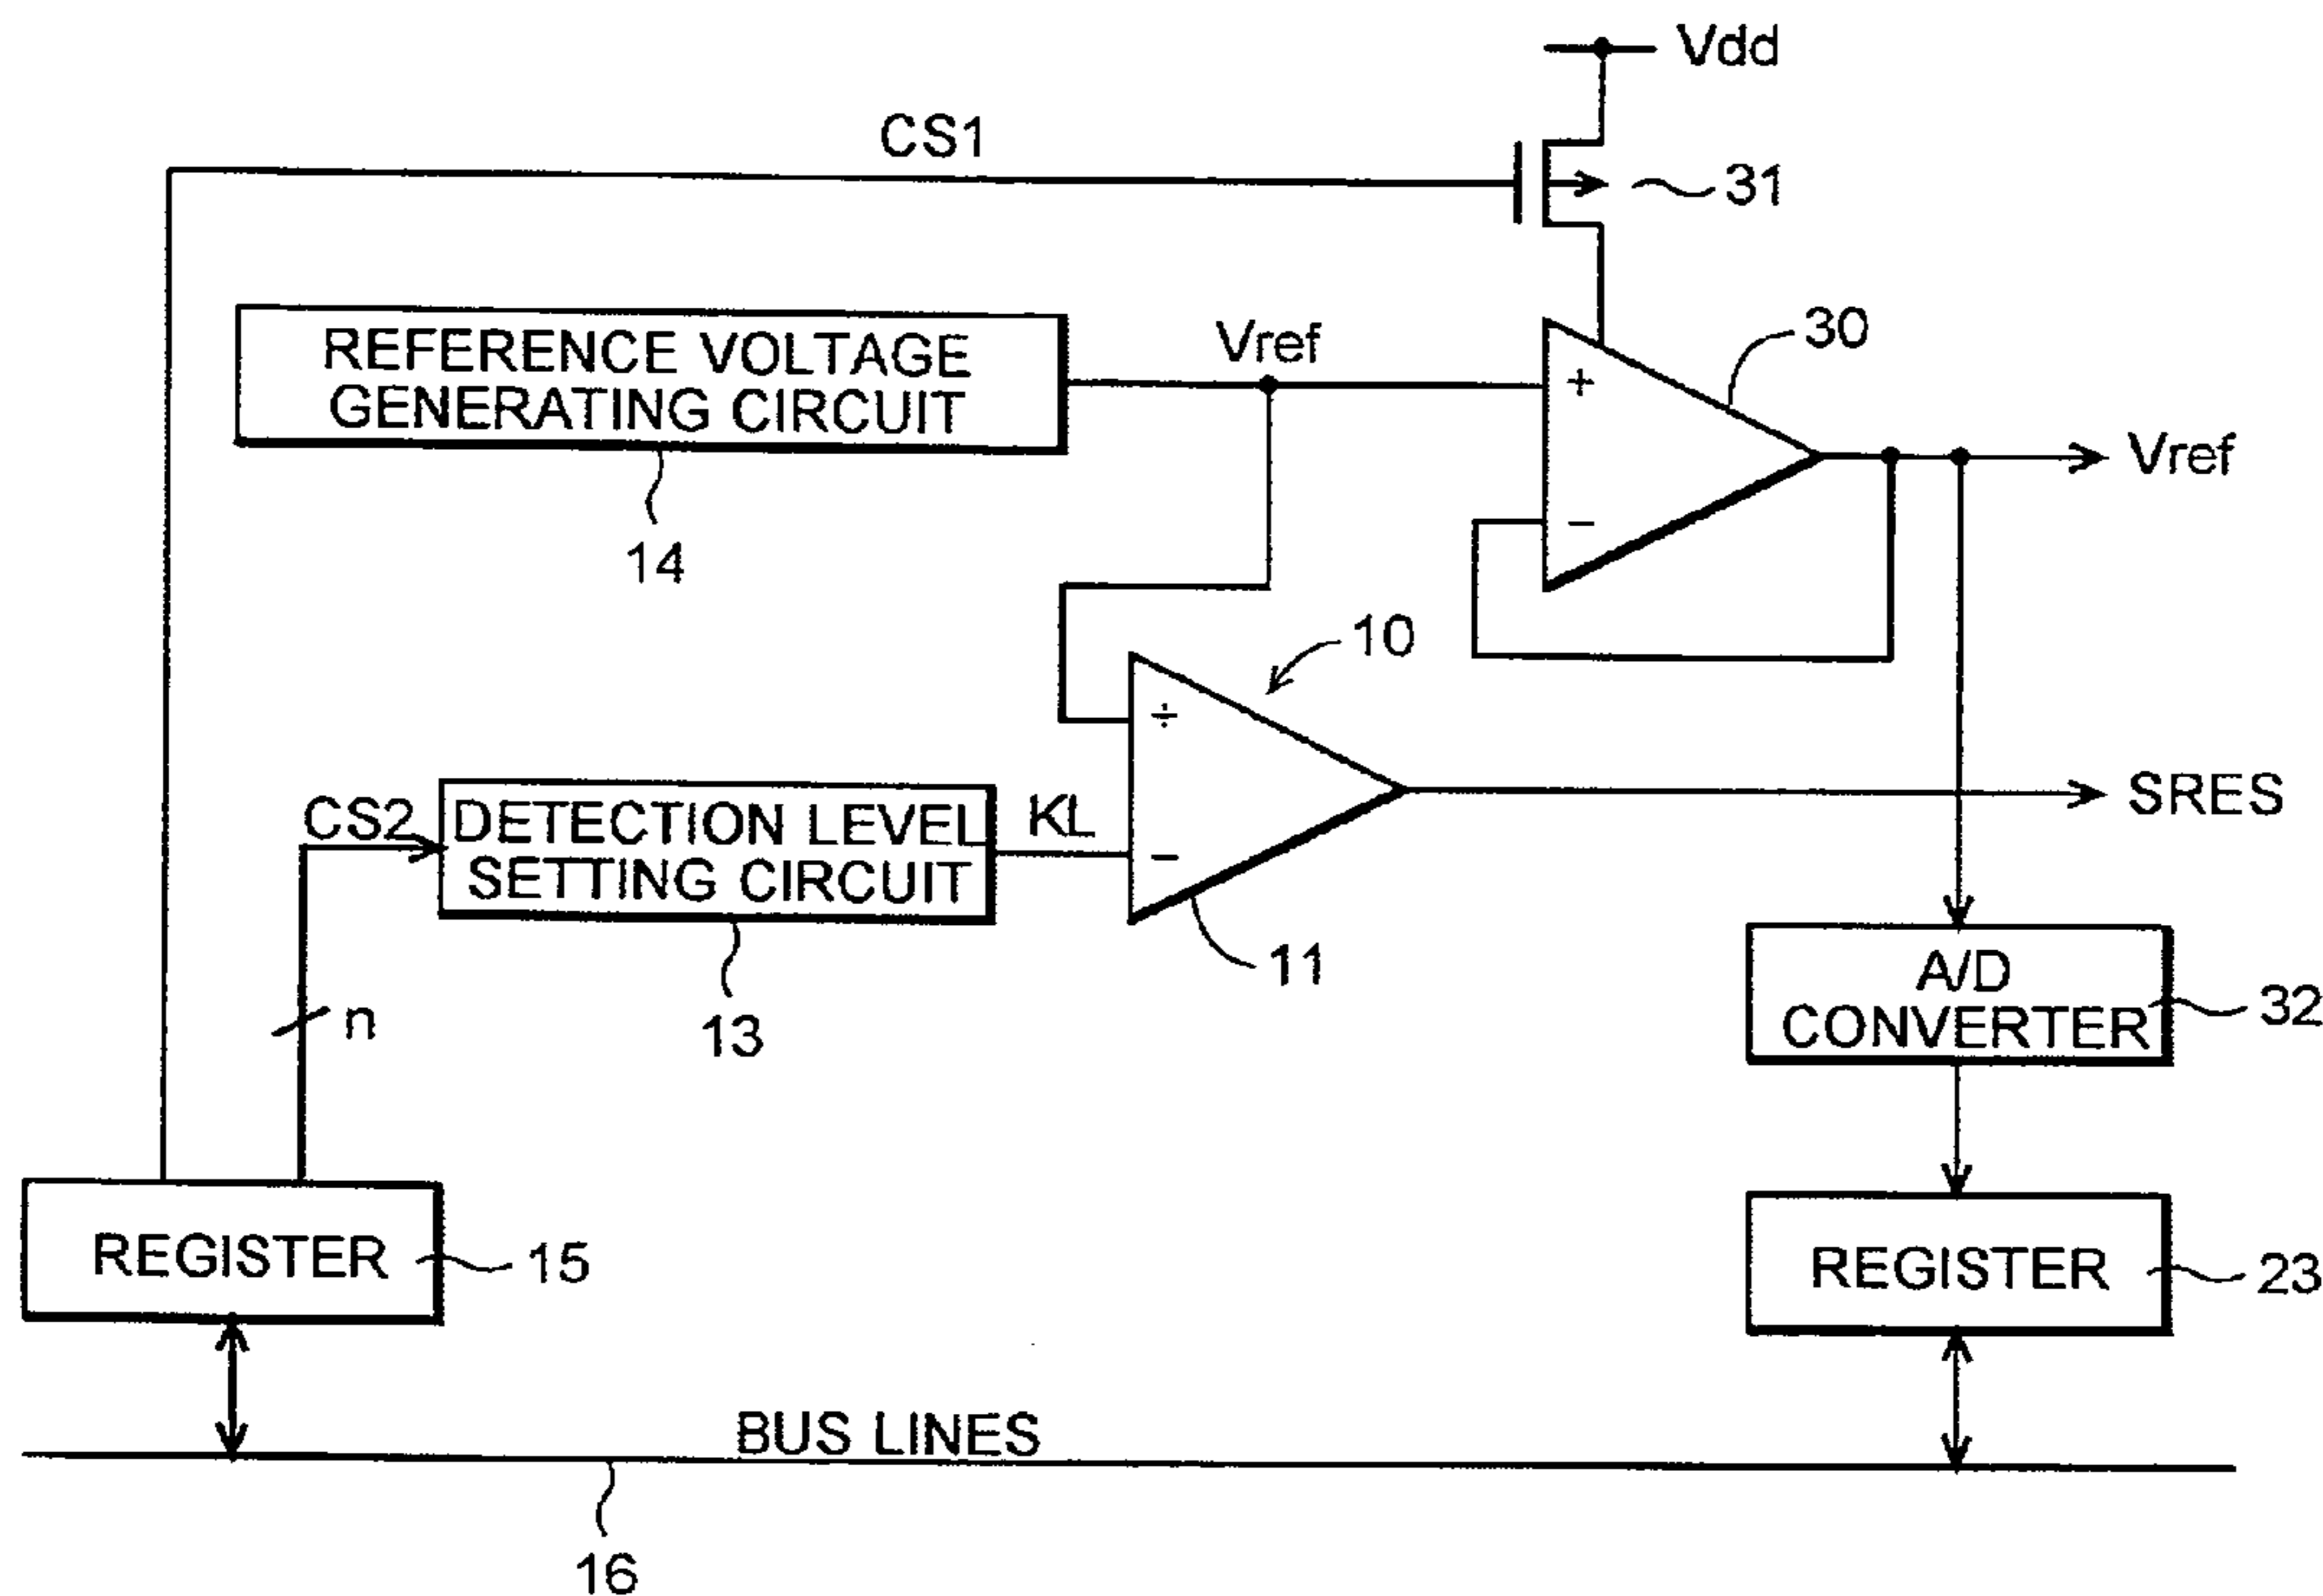 Vdd
CS1
31
REFERENCE VOLTAGE
GENERATING CIRCUIT
Vref
30
+
−
Vref
14
10
÷
−
CS2
DETECTION LEVEL
SETTING CIRCUIT
KL
SRES
11
n
13
A/D
CONVERTER
32
REGISTER
15
REGISTER
23
BUS LINES
16